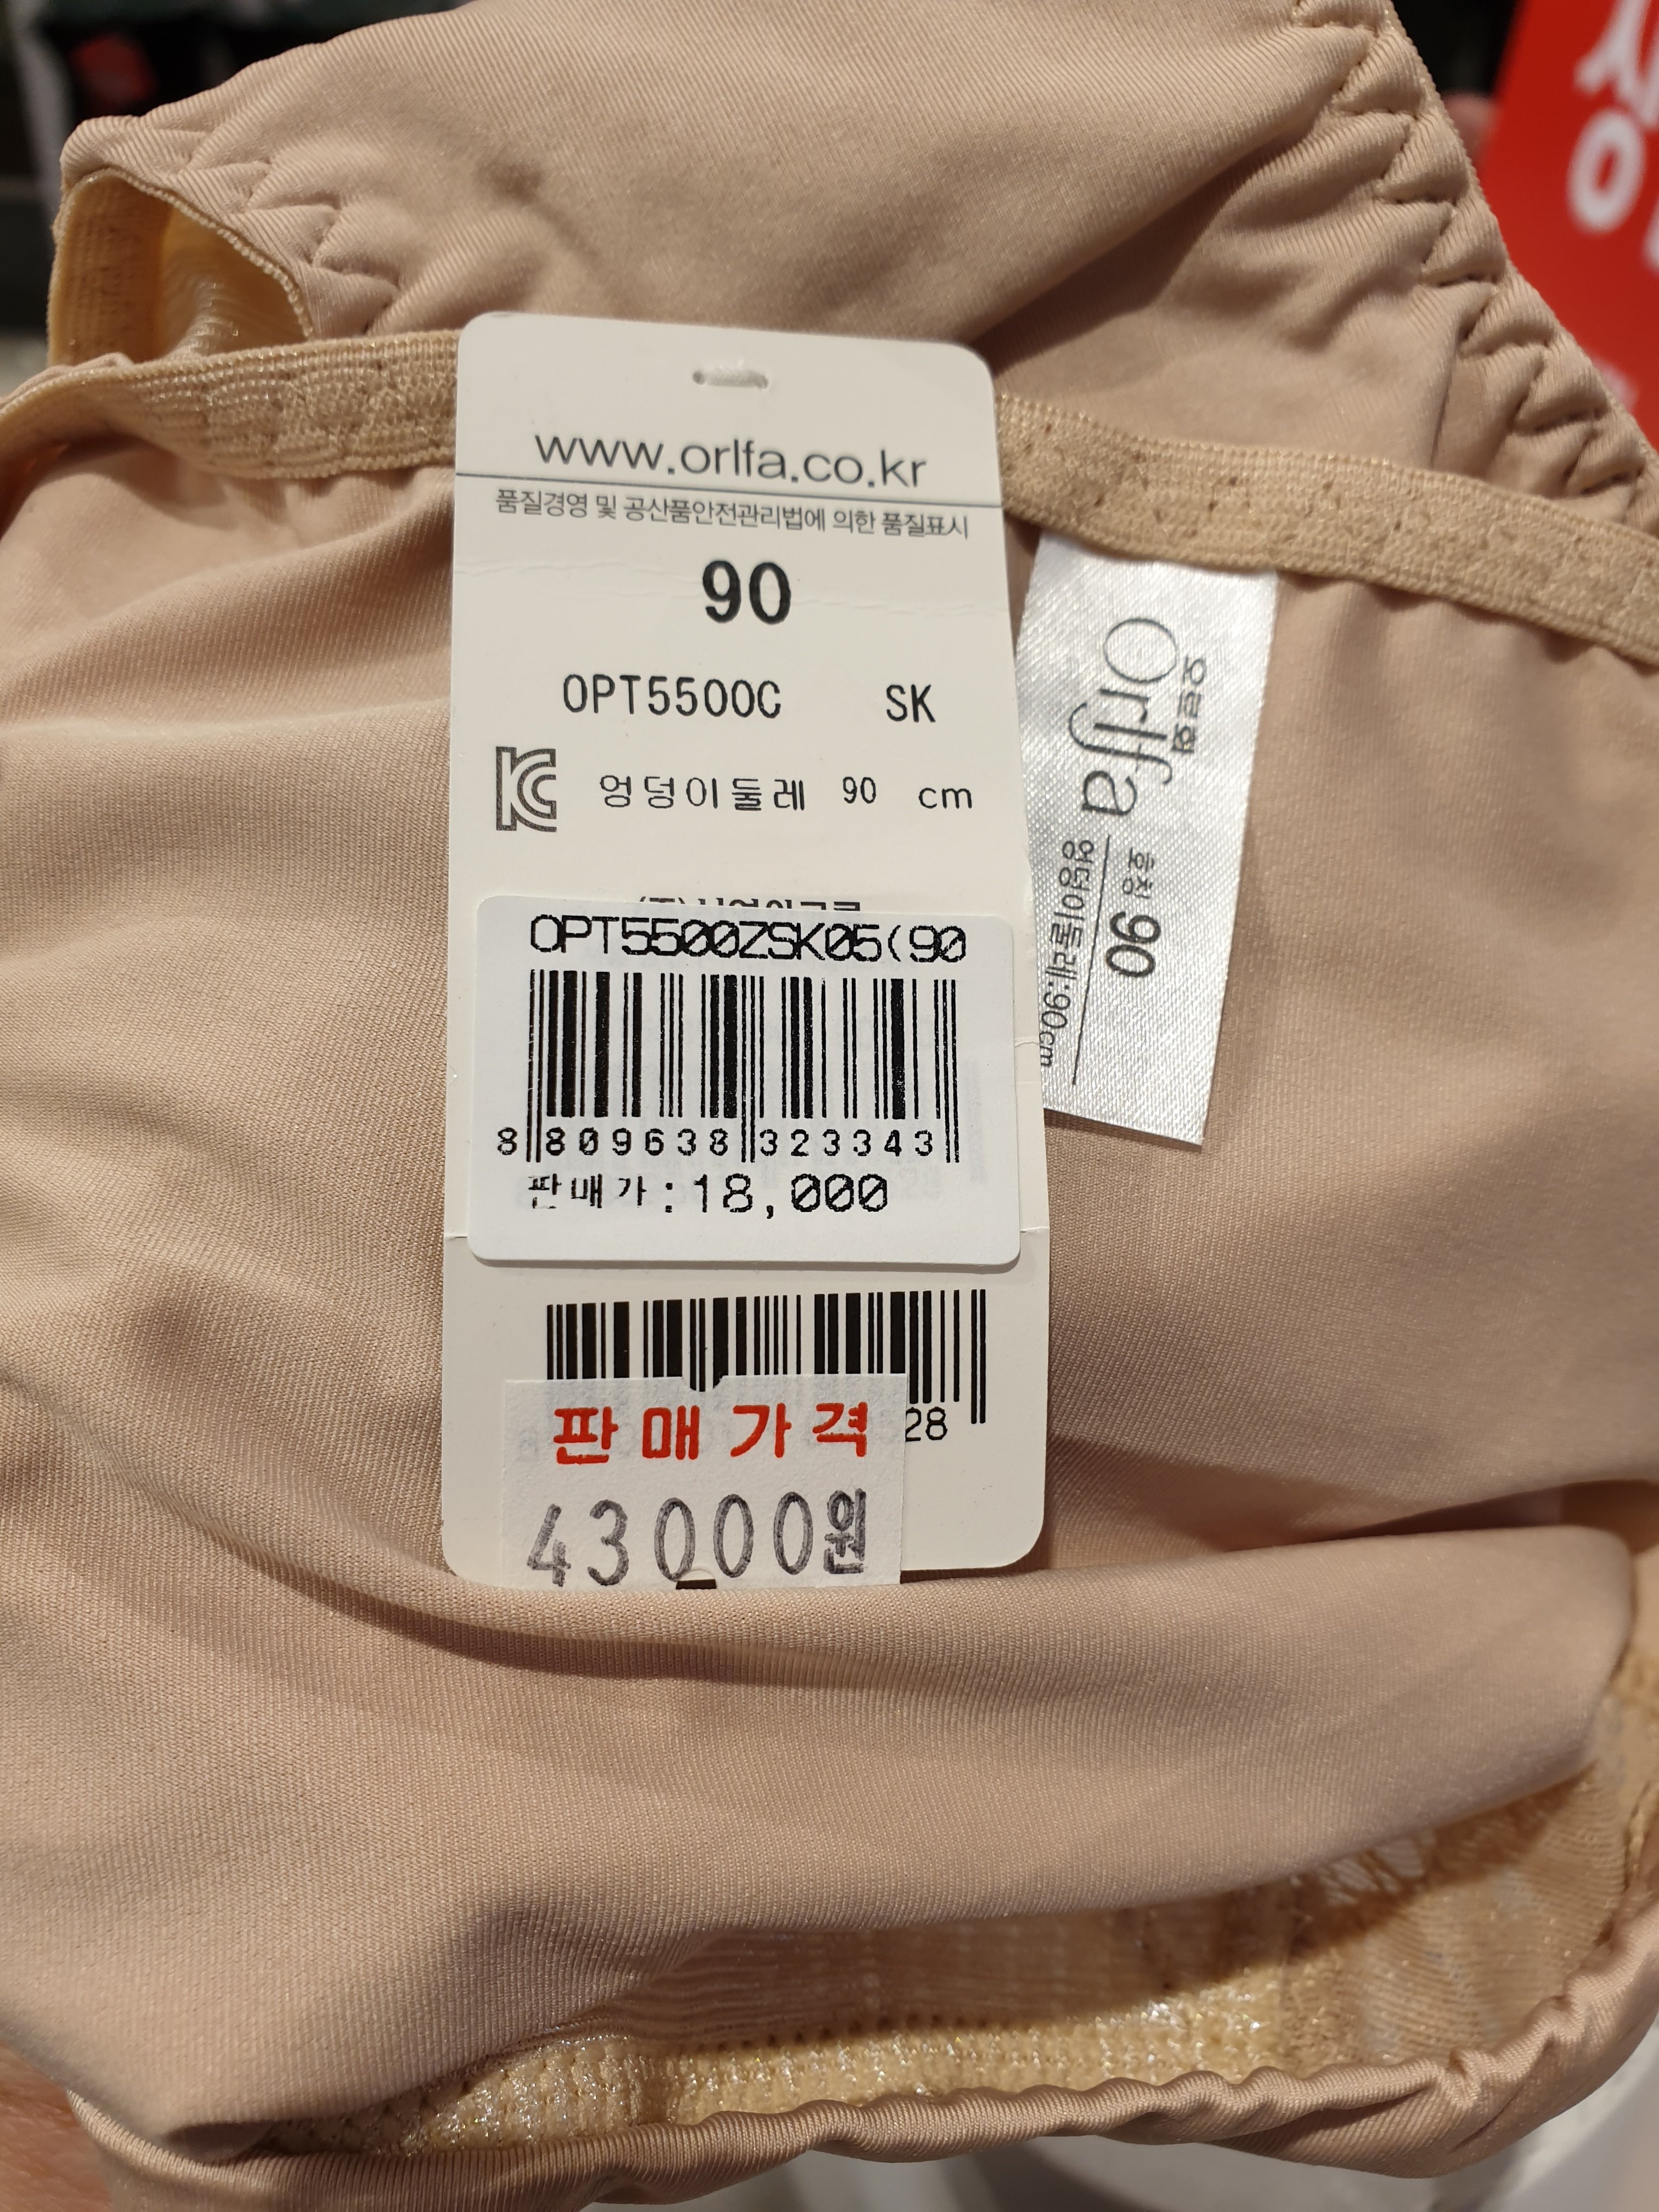 www.orlfa.co.kr
품질경영 및 공산품안전관리법에 의한 품질표시
90
OPT5500C SK
KC 엉덩이둘레 90 cm
OPT5500ZSK05(90
8 809638 323343
판매가:18,000
28
판매가격
43000원
오르화
Orlfa
호칭 90
엉덩이둘레:90cm